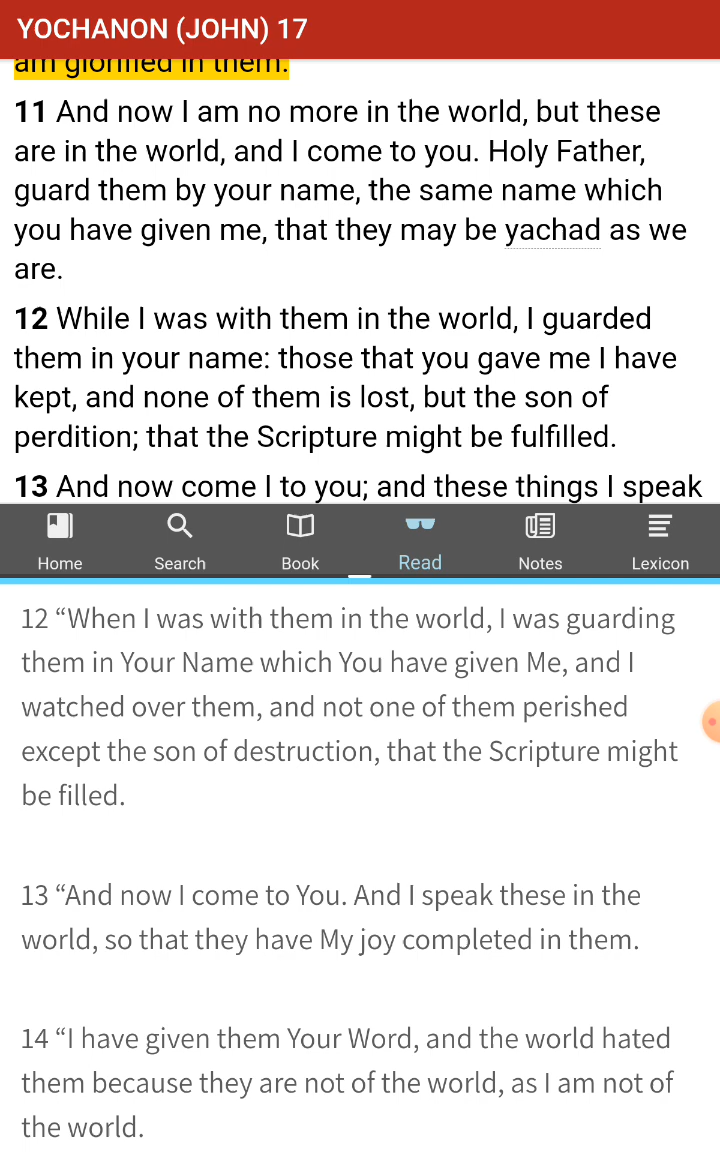 YOCHANON (JOHN) 17
am glorified in them.
11 And now I am no more in the world, but these
are in the world, and I come to you. Holy Father,
guard them by your name, the same name which
you have given me, that they may be yachad as we
are.
12 While I was with them in the world, I guarded
them in your name: those that you gave me I have
kept, and none of them is lost, but the son of
perdition; that the Scripture might be fulfilled.
13 And now come I to you; and these things I speak
Home Search Book Read Notes Lexicon
12 “When I was with them in the world, I was guarding
them in Your Name which You have given Me, and I
watched over them, and not one of them perished
except the son of destruction, that the Scripture might
be filled.
13 “And now I come to You. And I speak these in the
world, so that they have My joy completed in them.
14 “I have given them Your Word, and the world hated
them because they are not of the world, as I am not of
the world.